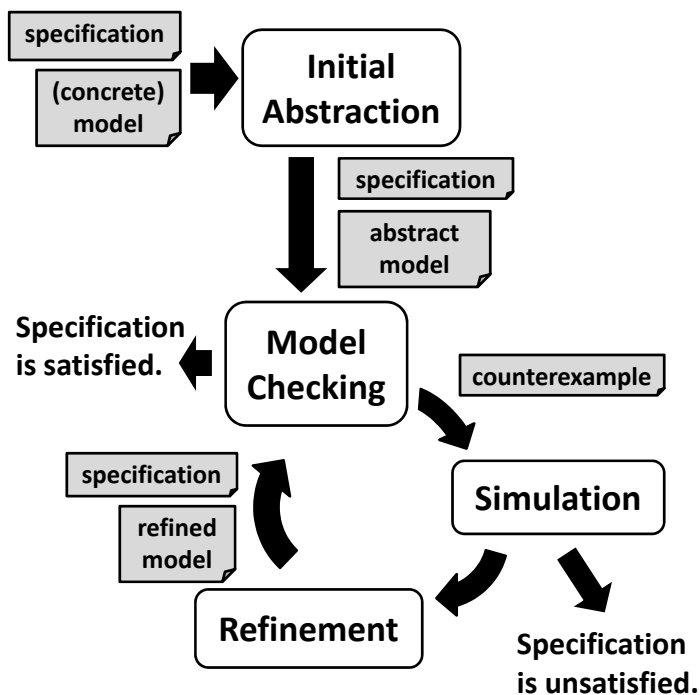 specification
(concrete)
model
Initial
Abstraction
specification
abstract
model
Specification
is satisfied.
Model
Checking
counterexample
specification
refined
model
Simulation
Refinement
Specification
is unsatisfied.